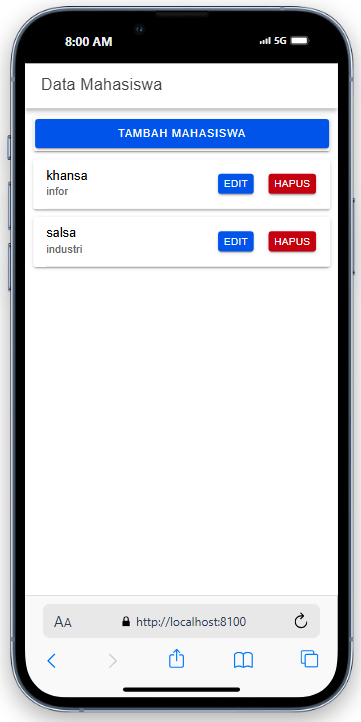 8:00 AM 5G
Data Mahasiswa
TAMBAH MAHASISWA
khansa
infor
EDIT HAPUS
salsa
industri
EDIT HAPUS
AA http://localhost:8100